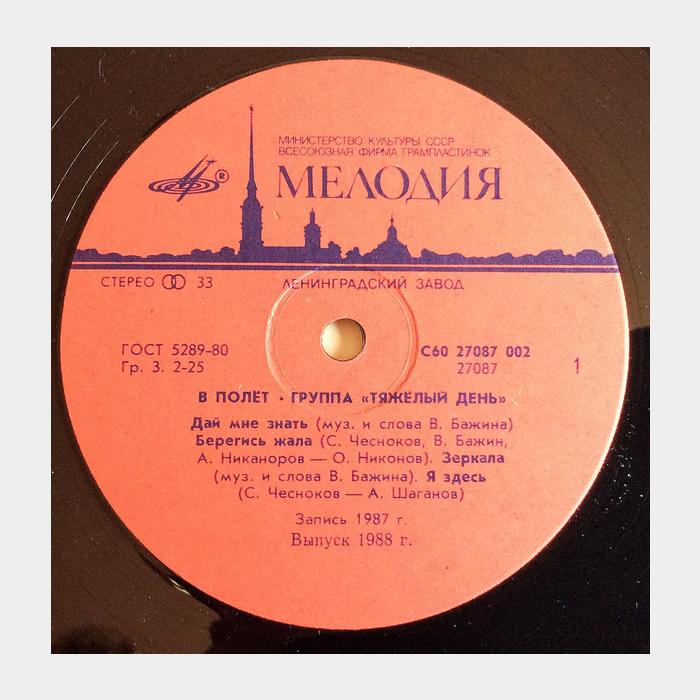 МИНИСТЕРСТВО КУЛЬТУРЫ СССР
ВСЕСОЮЗНАЯ ФИРМА ГРАМПЛАСТИНОК
МЕЛОДИЯ
®
СТЕРЕО 33 ЛЕНИНГРАДСКИЙ ЗАВОД
ГОСТ 5289-80 С60 27087 002
Гр. 3. 2-25 27087 1
В ПОЛЁТ · ГРУППА «ТЯЖЕЛЫЙ ДЕНЬ»
Дай мне знать (муз. и слова В. Бажина)
Берегись жала (С. Чесноков, В. Бажин,
А. Никаноров — О. Никонов). Зеркала
(муз. и слова В. Бажина). Я здесь
(С. Чесноков — А. Шаганов)
Запись 1987 г.
Выпуск 1988 г.